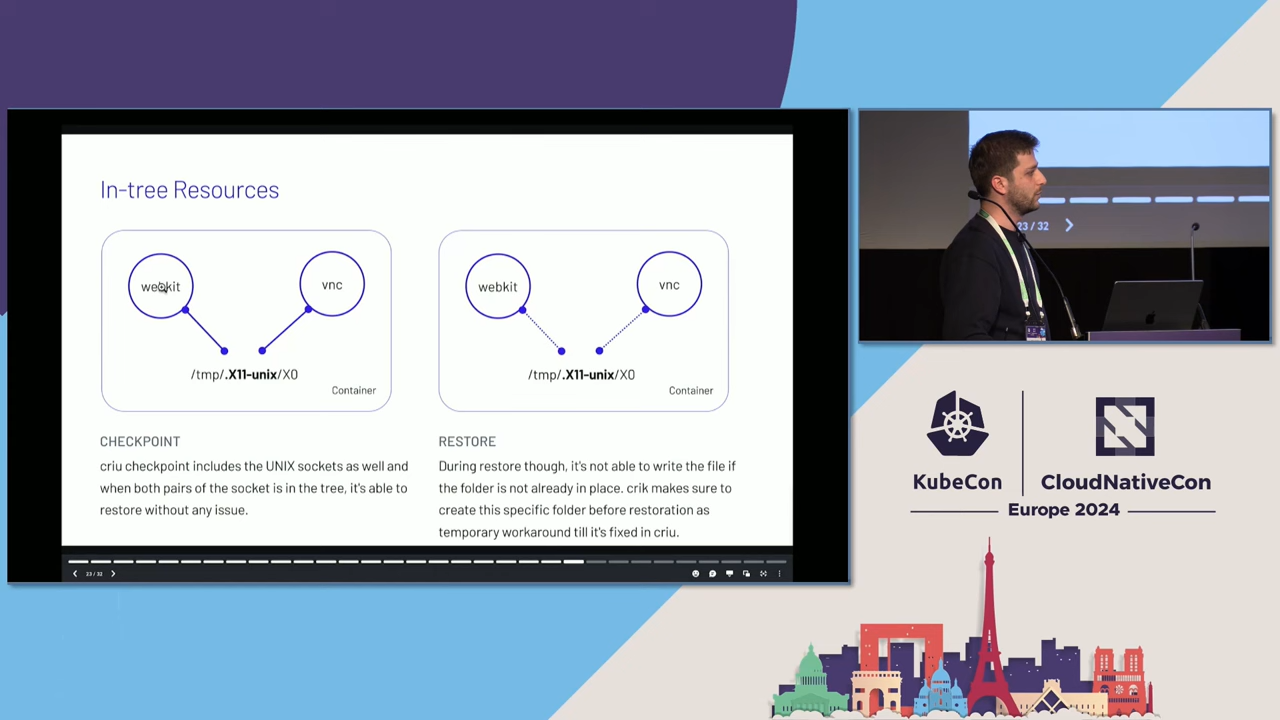 In-tree Resources
webkit
vnc
/tmp/.X11-unix/X0
Container
webkit
vnc
/tmp/.X11-unix/X0
Container
CHECKPOINT
criu checkpoint includes the UNIX sockets as well and
when both pairs of the socket is in the tree, it's able to
restore without any issue.
RESTORE
During restore though, it's not able to write the file if
the folder is not already in place. crik makes sure to
create this specific folder before restoration as
temporary workaround till it's fixed in criu.
23 / 32
23 / 32
KubeCon
CloudNativeCon
Europe 2024